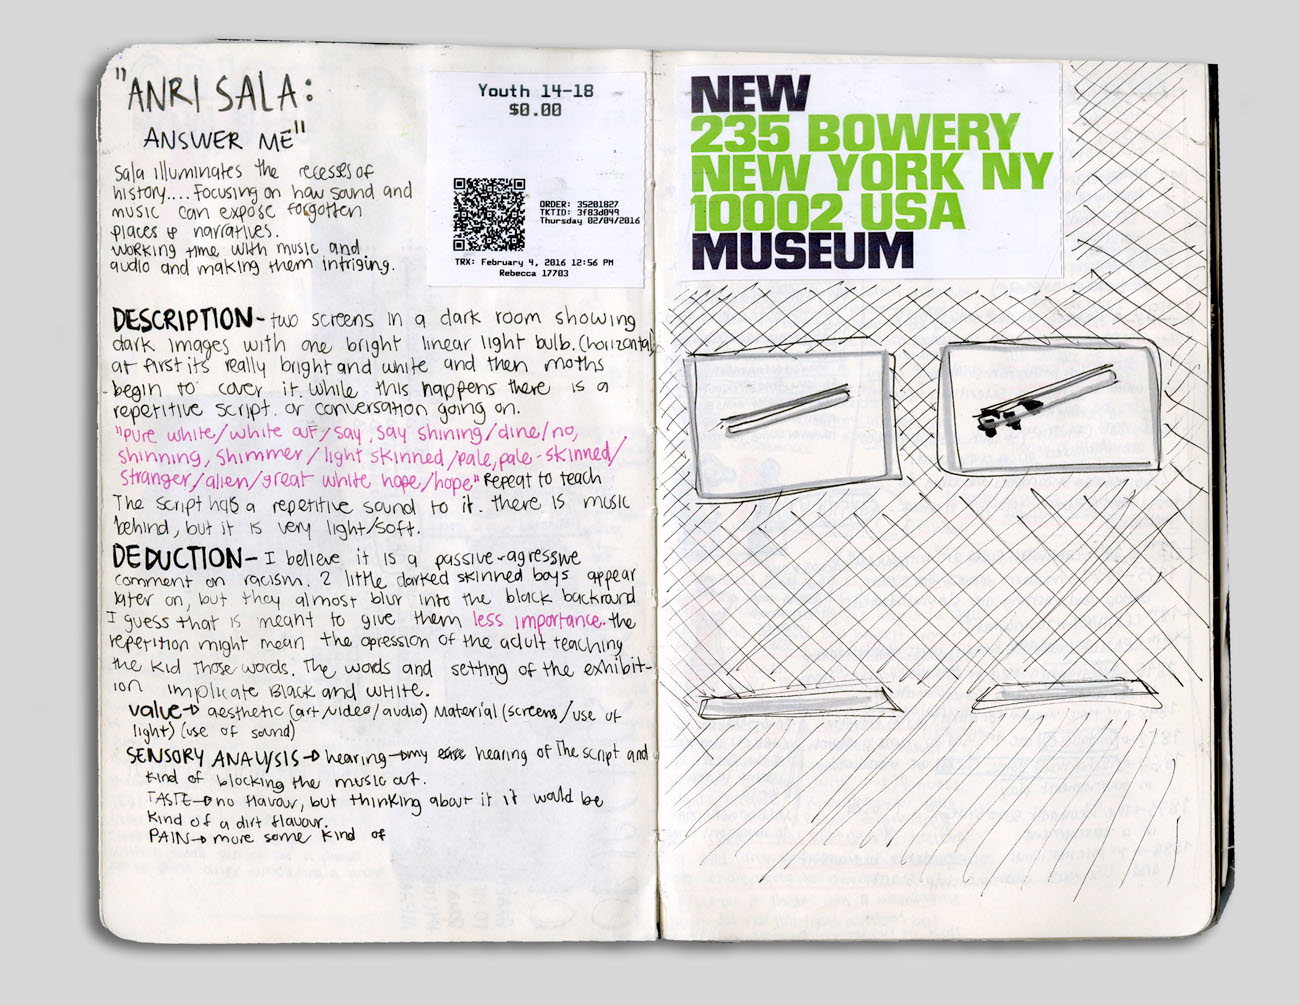 "ANRI SALA:
ANSWER ME"
Sala illuminates the recesses of
history.... Focusing on how sound and
music can expose forgotten
places & narratives.
working time with music and
audio and making them intriging.
Youth 14-18
$0.00
ORDER: 35201827
TKTID: 3f83d049
Thursday 02/04/2016
TRX: February 4, 2016 12:56 PM
Rebecca 17703
DESCRIPTION- two screens in a dark room showing
dark images with one bright linear light bulb. (horizontal)
at first it's really bright and white and then moths
begin to cover it. While this happens there is a
repetitive script. or conversation going on.
"Pure white/white out/say, say shining/dine/no,
shinning, shimmer/light skinned/pale, pale-skinned/
stranger/alien/great white hope/hope" Repeat to teach
The script has a repetitive sound to it. there is music
behind, but it is very light/soft.
DEDUCTION- I believe it is a passive-agressive
comment on racism. 2 little darked skinned boys appear
later on, but they almost blur into the black backround
I guess that is meant to give them less importance. the
repetition might mean the opression of the adult teaching
the kid those words. The words and setting of the exhibit-
ion implicate Black and white.
value→ aesthetic (art/video/audio) Material (screens/use of
light) (use of sound)
SENSORY ANALYSIS→ hearing→ my hearing of The script and
kind of blocking the music out.
TASTE→ no flavour, but thinking about it it would be
kind of a dirt flavour.
PAIN→ more some kind of
NEW
235 BOWERY
NEW YORK NY
10002 USA
MUSEUM